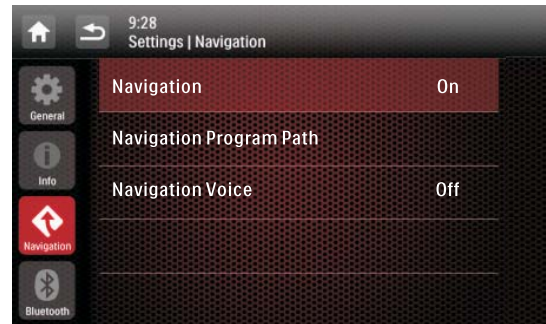 9:28
Settings | Navigation
General
Info
Navigation
Bluetooth
Navigation On
Navigation Program Path
Navigation Voice Off